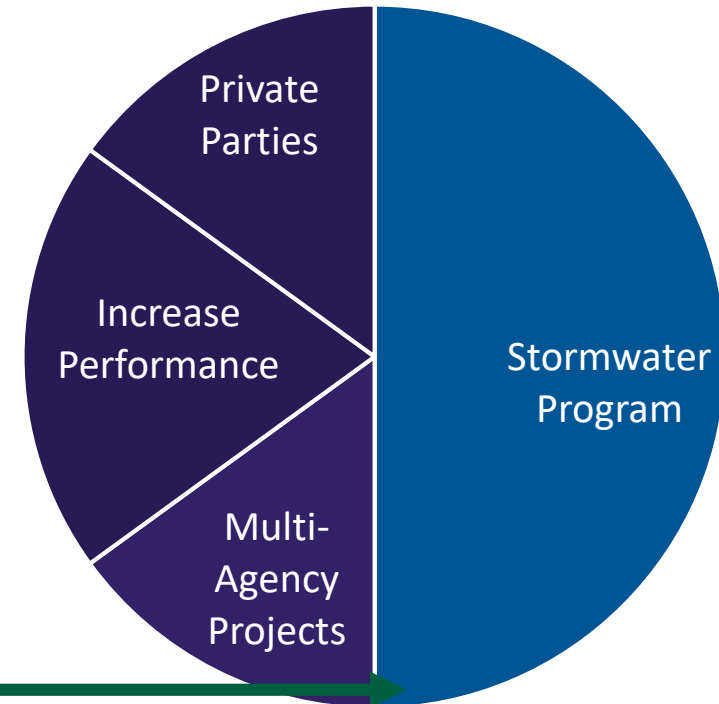 Private
Parties
Increase
Performance
Stormwater
Program
Multi-
Agency
Projects